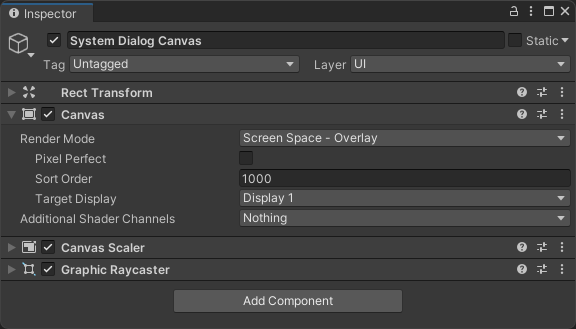 Inspector
System Dialog Canvas Static
Tag Untagged Layer UI
Rect Transform
Canvas
Render Mode Screen Space - Overlay
Pixel Perfect
Sort Order 1000
Target Display Display 1
Additional Shader Channels Nothing
Canvas Scaler
Graphic Raycaster
Add Component